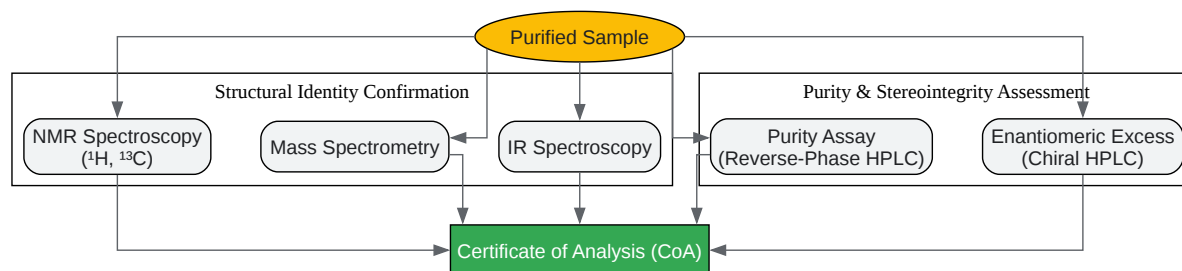 Purified Sample
Structural Identity Confirmation
Purity & Stereointegrity Assessment
NMR Spectroscopy
(¹H, ¹³C)
Mass Spectrometry
IR Spectroscopy
Purity Assay
(Reverse-Phase HPLC)
Enantiomeric Excess
(Chiral HPLC)
Certificate of Analysis (CoA)